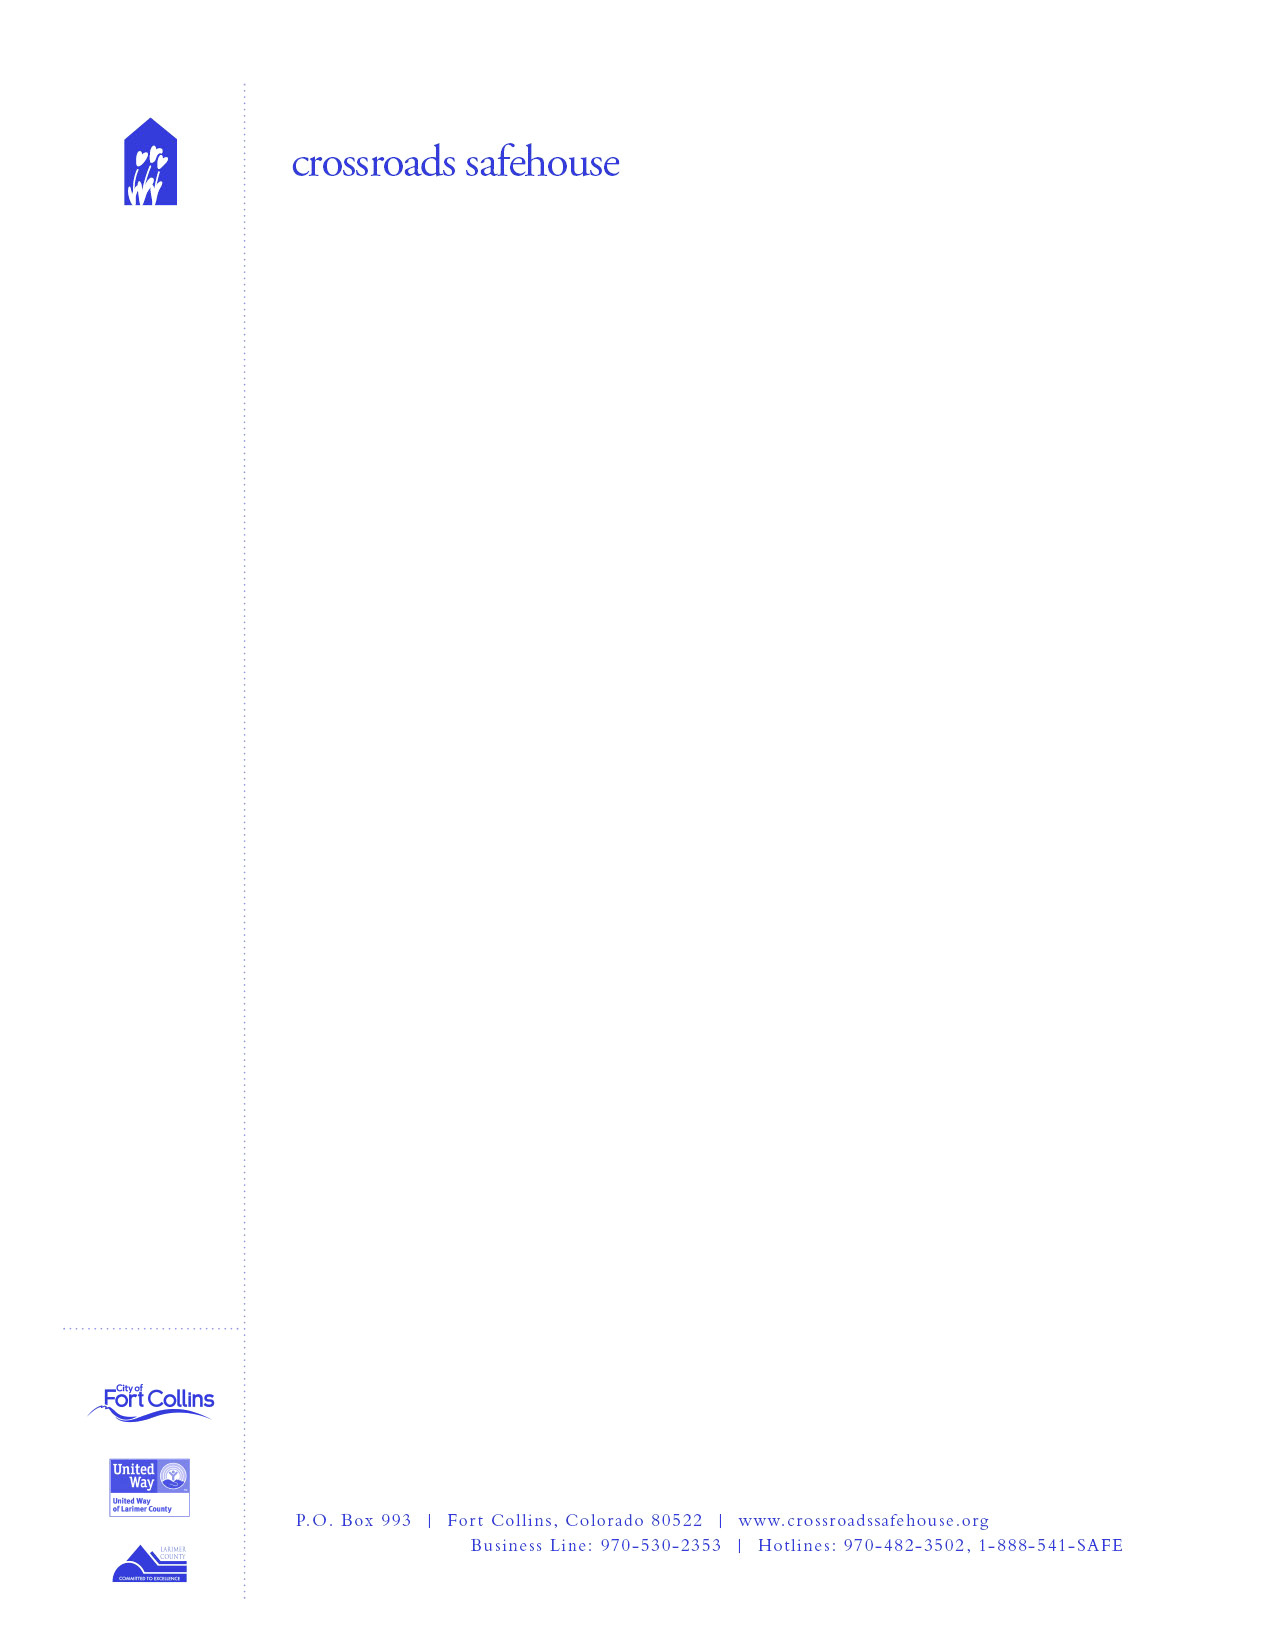 crossroads safehouse
City of
Fort Collins
United
Way
United Way
of Larimer County
LARIMER
COUNTY
COMMITTED TO EXCELLENCE
P.O. Box 993 | Fort Collins, Colorado 80522 | www.crossroadssafehouse.org
Business Line: 970-530-2353 | Hotlines: 970-482-3502, 1-888-541-SAFE